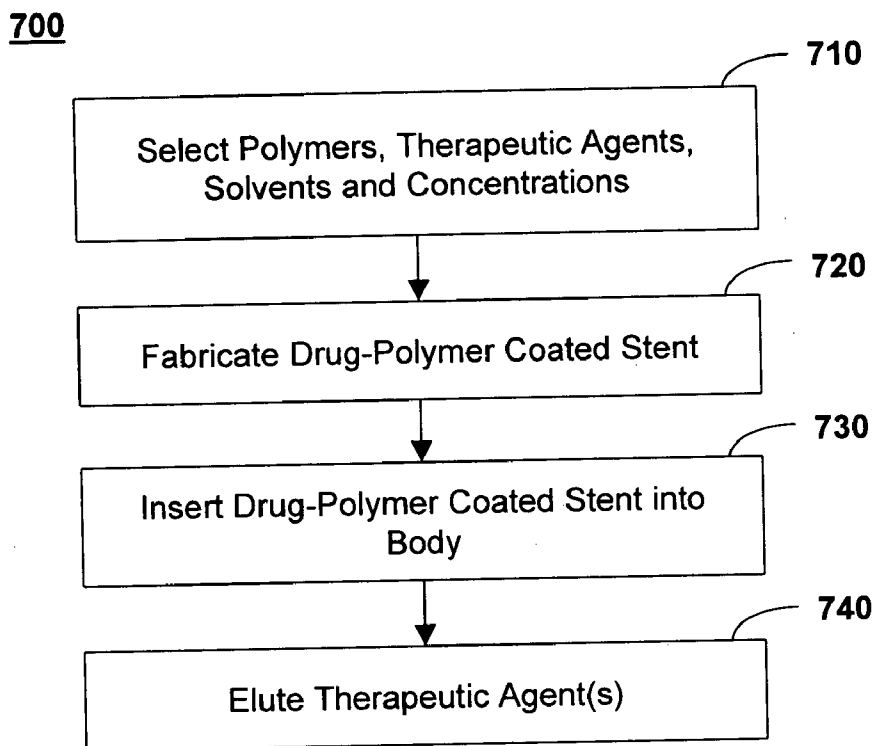 700
710
Select Polymers, Therapeutic Agents,
Solvents and Concentrations
720
Fabricate Drug-Polymer Coated Stent
730
Insert Drug-Polymer Coated Stent into
Body
740
Elute Therapeutic Agent(s)